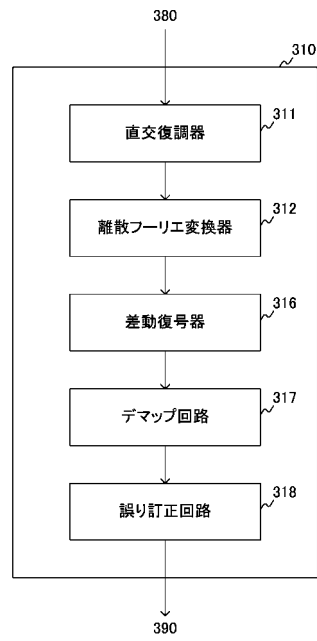 380
310
直交復調器
311
離散フーリエ変換器
312
差動復号器
316
デマップ回路
317
誤り訂正回路
318
390